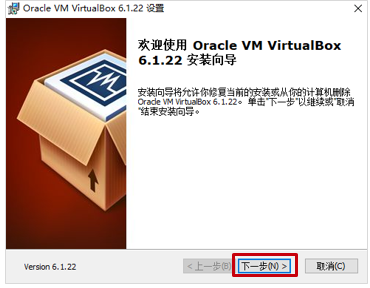 Oracle VM VirtualBox 6.1.22 设置
欢迎使用 Oracle VM VirtualBox
6.1.22 安装向导
安装向导将允许你修复当前的安装或从你的计算机删除
Oracle VM VirtualBox 6.1.22。单击"下一步"以继续或"取消
"结束安装向导。
Version 6.1.22
< 上一步(B)
下一步(N) >
取消(C)